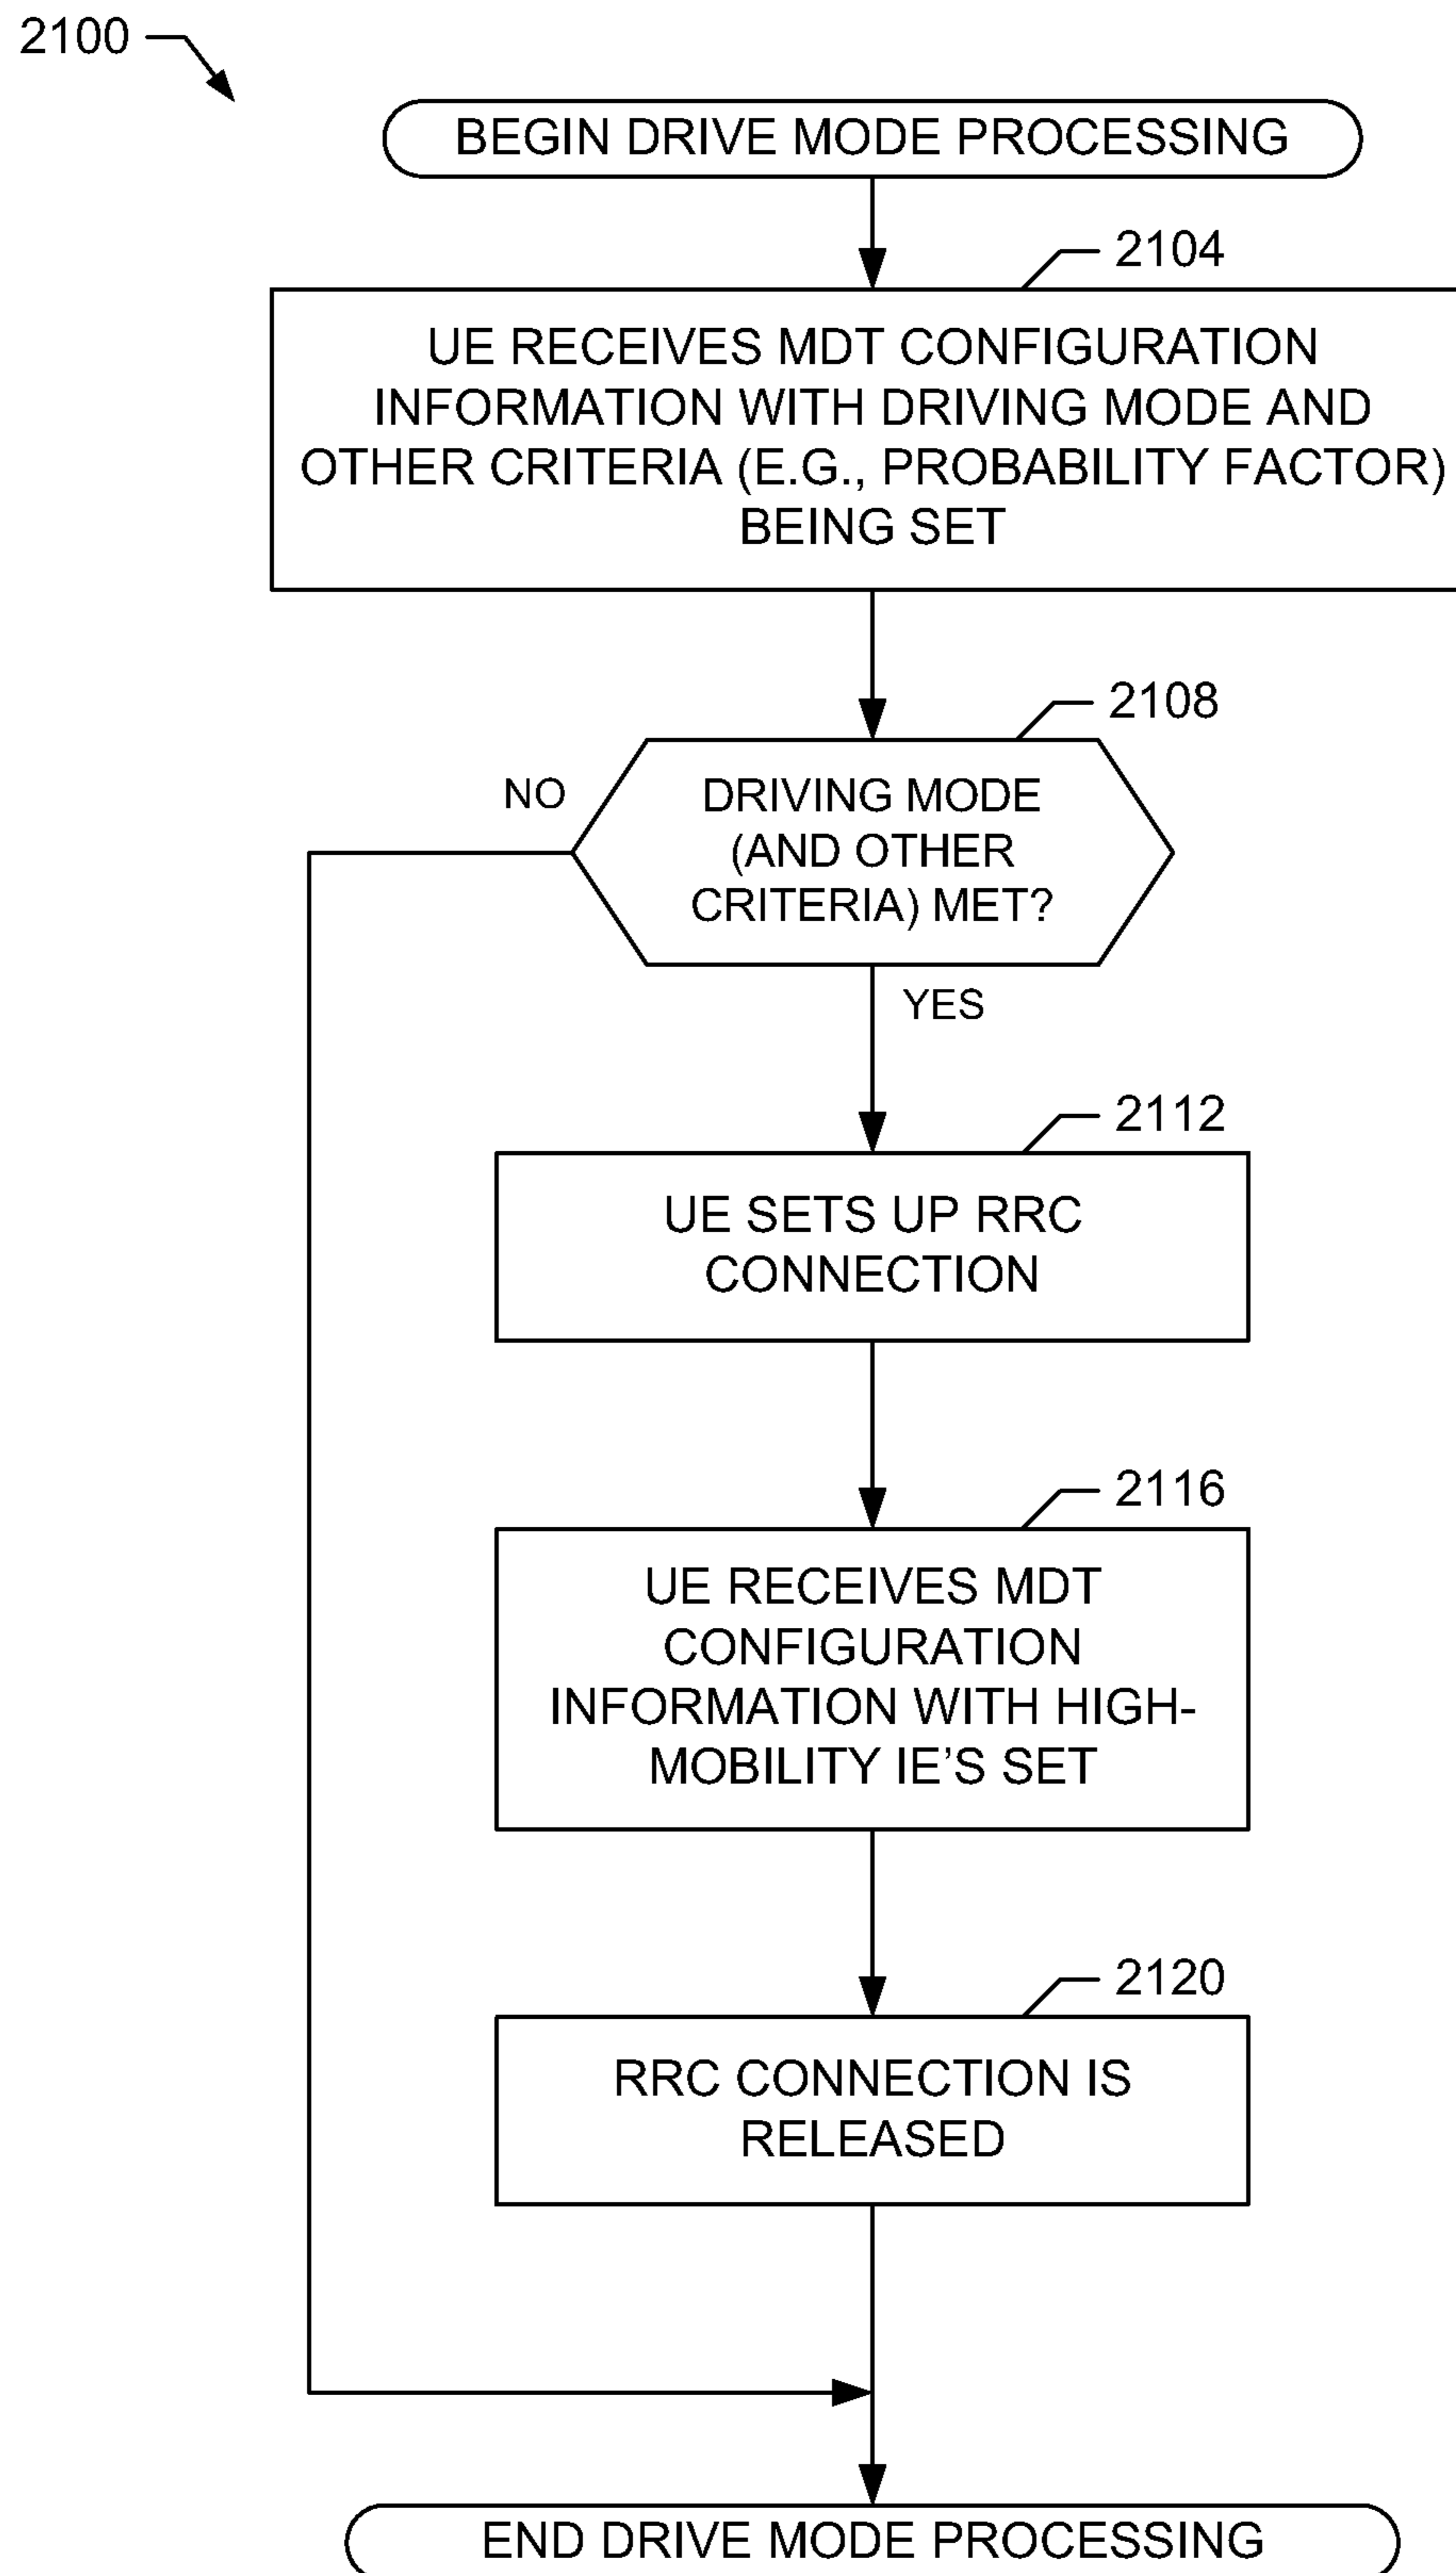 2100
BEGIN DRIVE MODE PROCESSING
2104
UE RECEIVES MDT CONFIGURATION
INFORMATION WITH DRIVING MODE AND
OTHER CRITERIA (E.G., PROBABILITY FACTOR)
BEING SET
2108
NO
DRIVING MODE
(AND OTHER
CRITERIA) MET?
YES
2112
UE SETS UP RRC
CONNECTION
2116
UE RECEIVES MDT
CONFIGURATION
INFORMATION WITH HIGH-
MOBILITY IE'S SET
2120
RRC CONNECTION IS
RELEASED
END DRIVE MODE PROCESSING